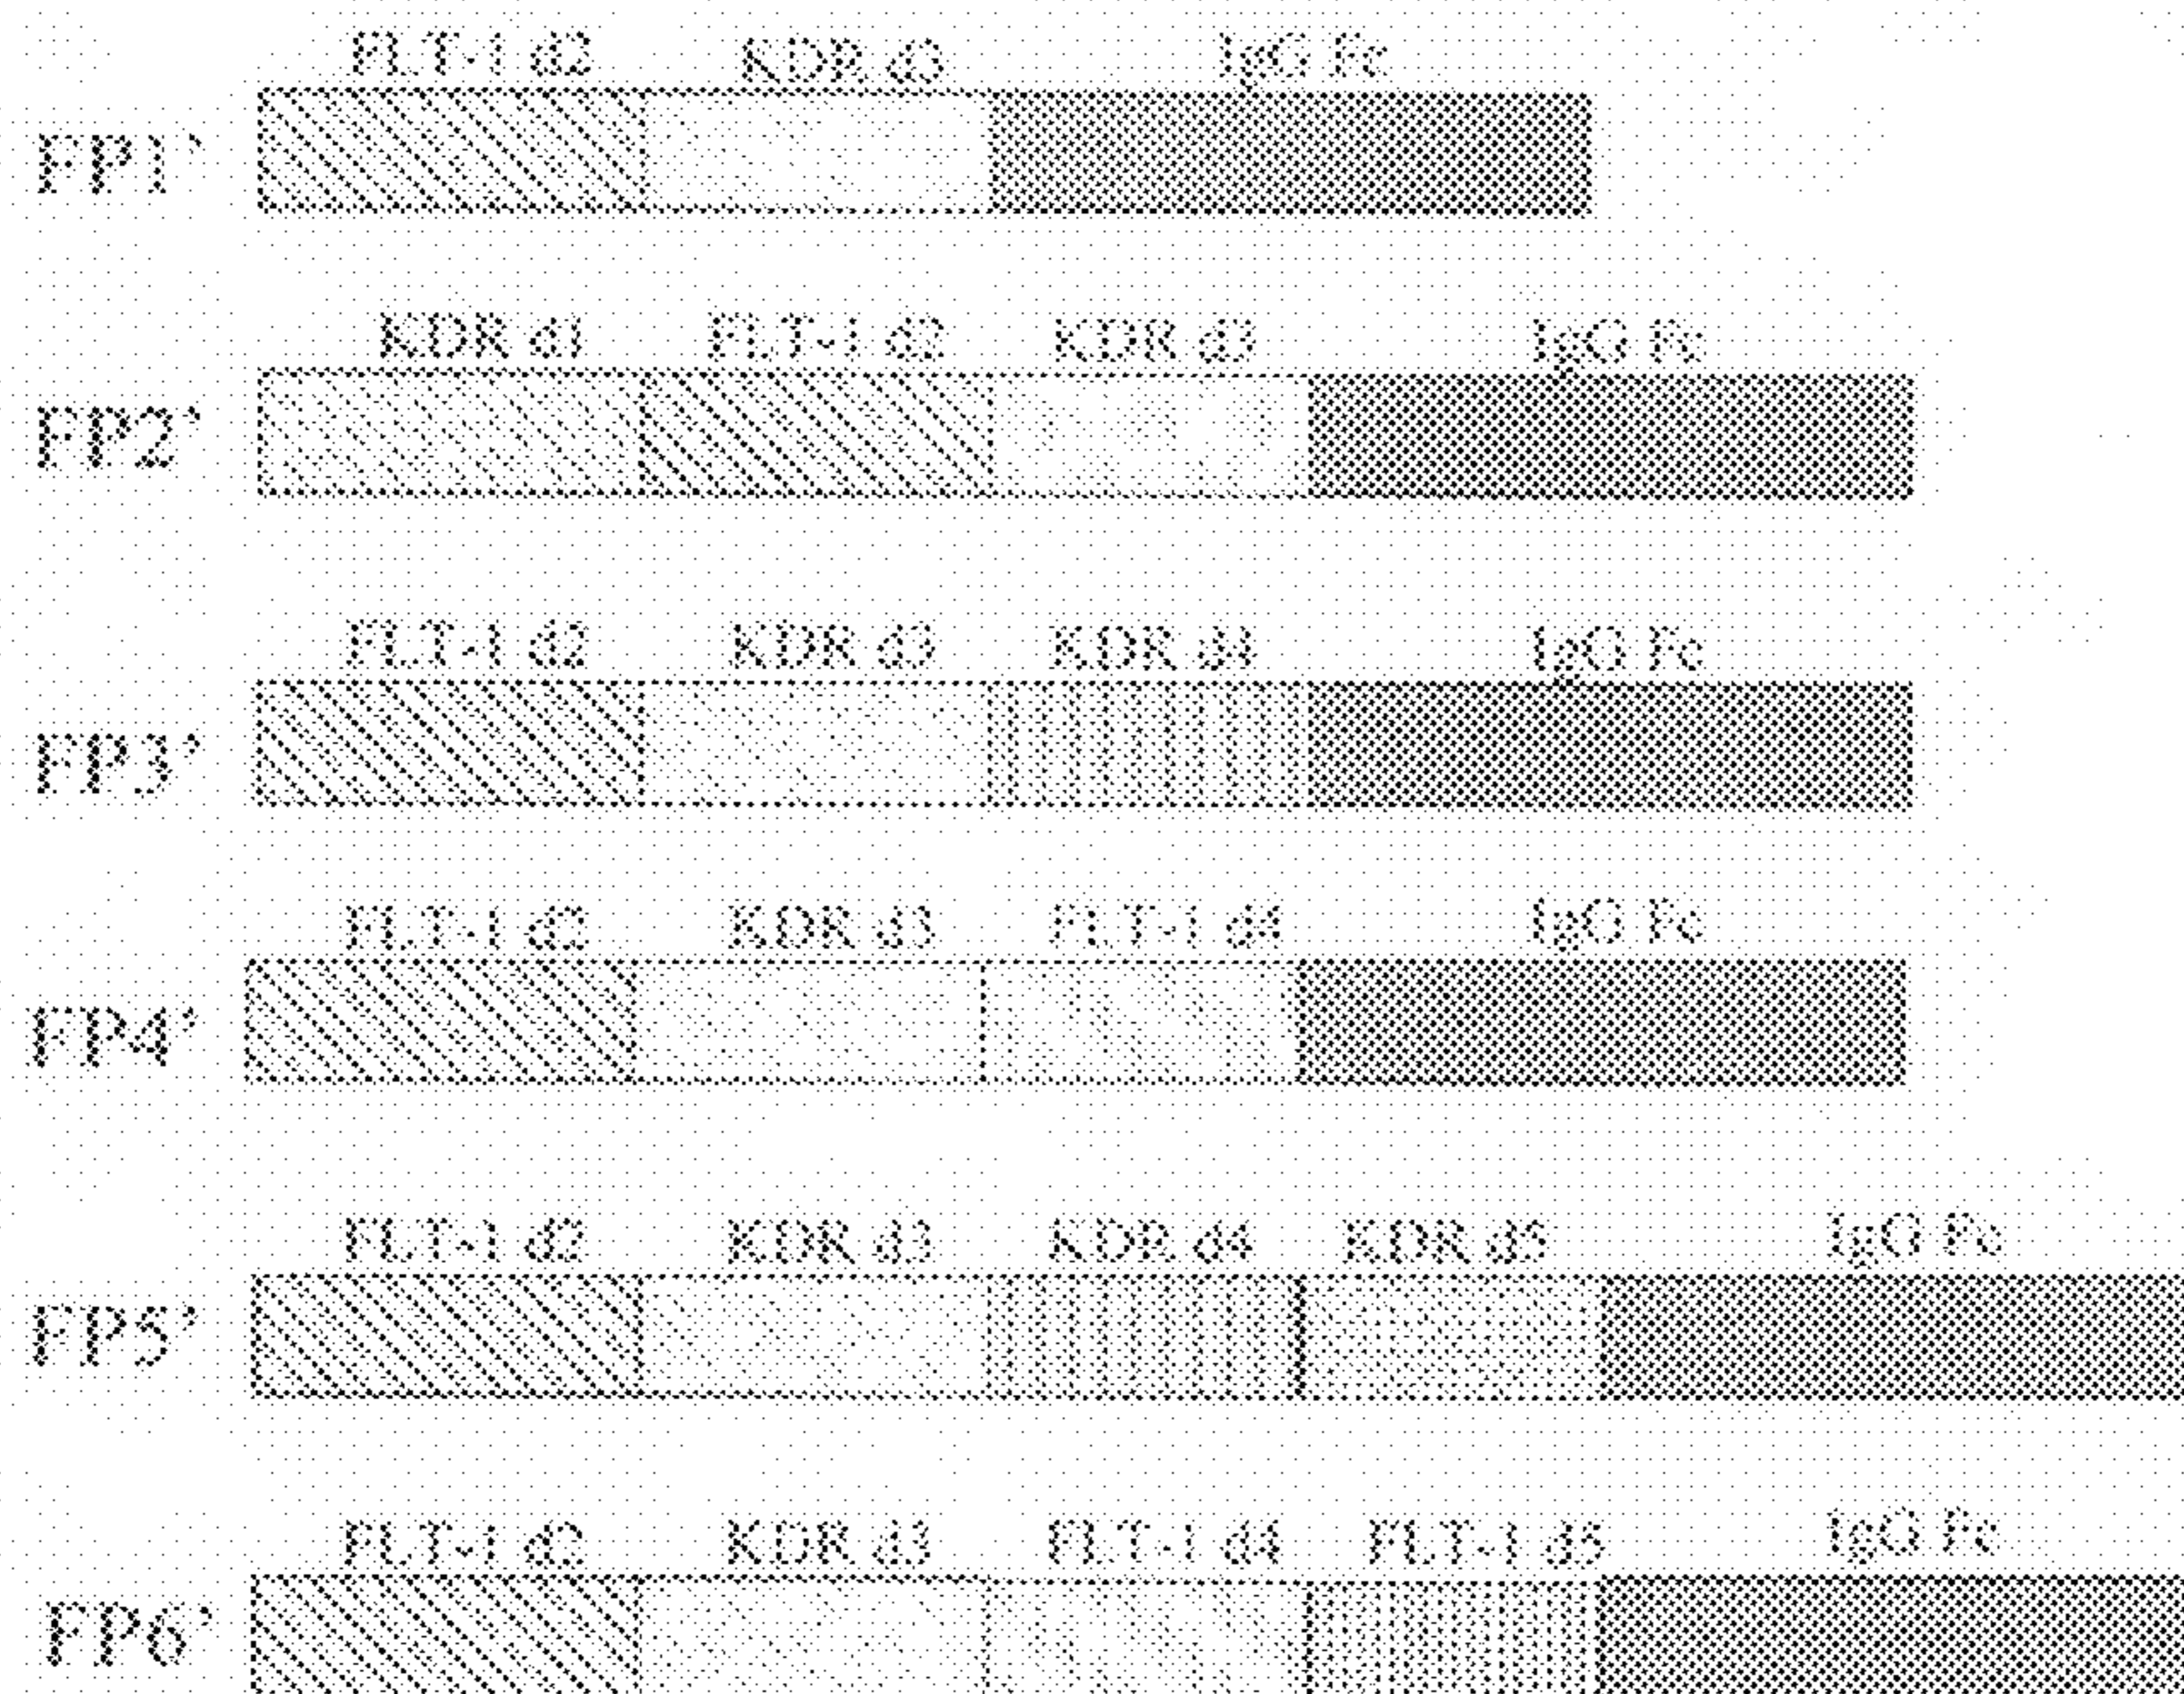 FLT-1 d2 KDR d3 IgG Fc
FP1'
KDR d1 FLT-1 d2 KDR d3 IgG Fc
FP2'
FLT-1 d2 KDR d3 KDR d4 IgG Fc
FP3'
FLT-1 d2 KDR d3 FLT-1 d4 IgG Fc
FP4'
FLT-1 d2 KDR d3 KDR d4 KDR d5 IgG Fc
FP5'
FLT-1 d2 KDR d3 FLT-1 d4 FLT-1 d5 IgG Fc
FP6'